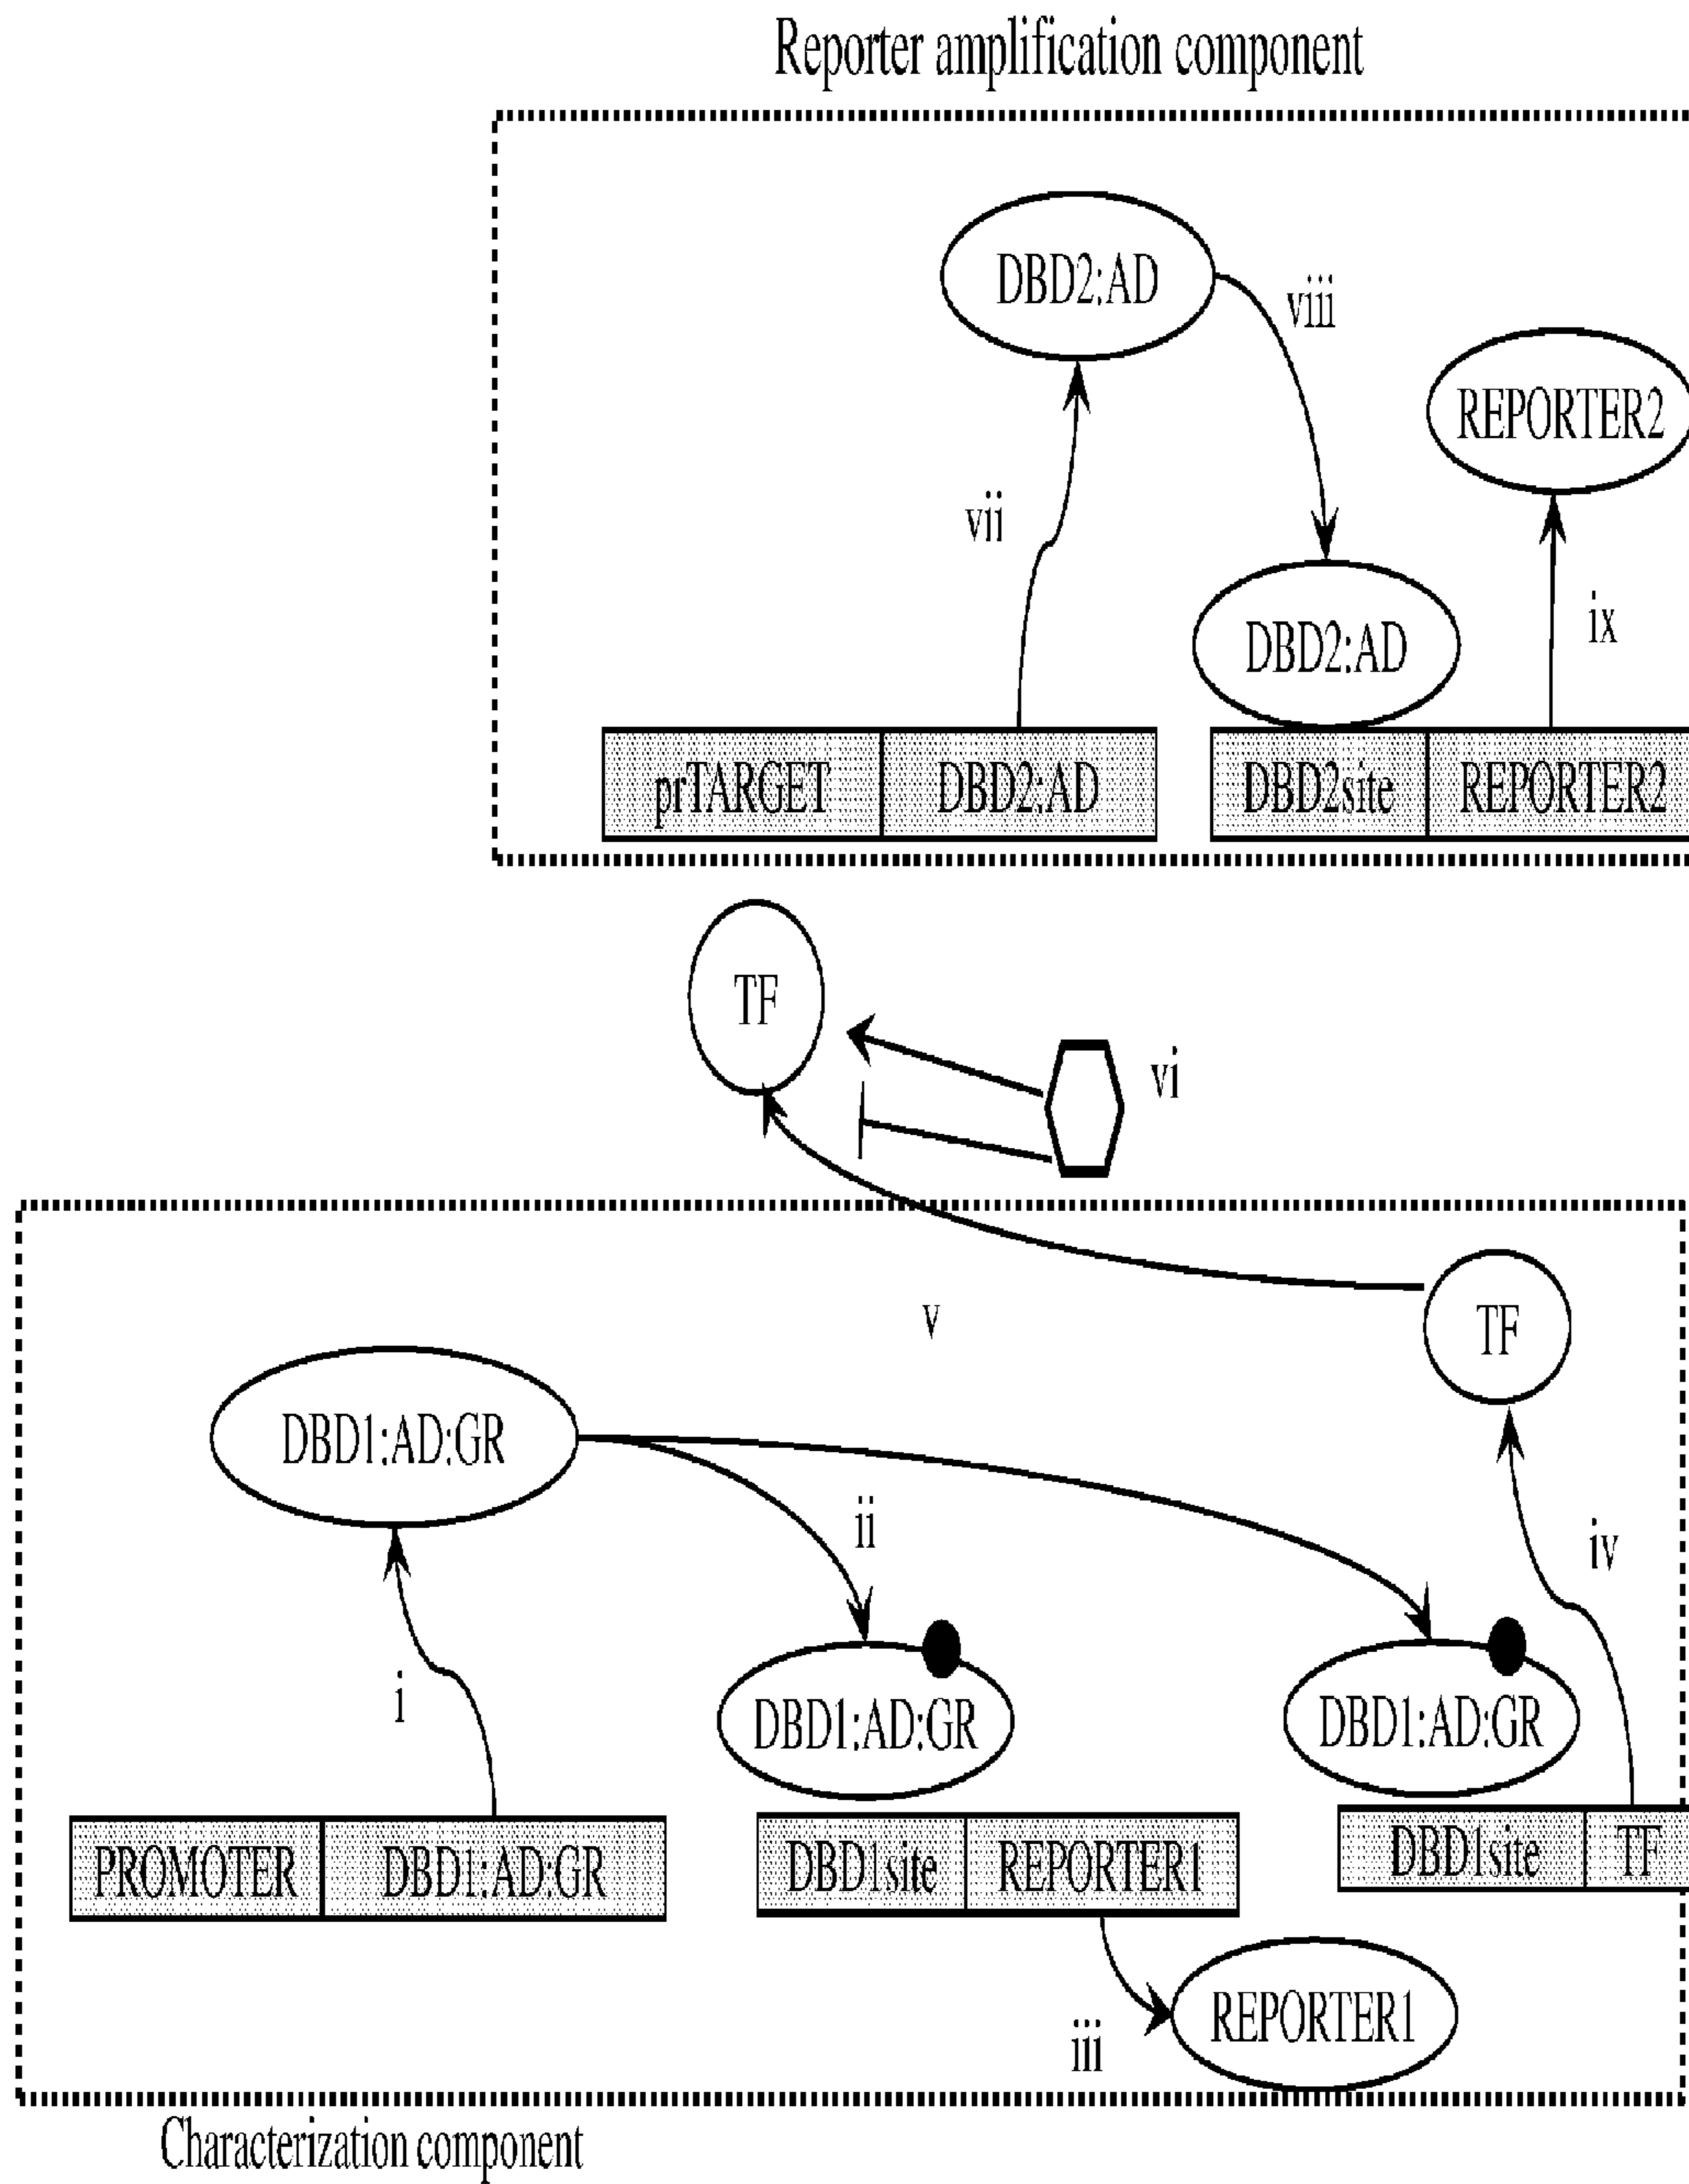 Reporter amplification component
DBD2:AD
viii
REPORTER2
vii
ix
DBD2:AD
prTARGET
DBD2:AD
DBD2site
REPORTER2
TF
vi
v
TF
DBD1:AD:GR
ii
iv
i
DBD1:AD:GR
DBD1:AD:GR
PROMOTER
DBD1:AD:GR
DBD1site
REPORTER1
DBD1site
TF
iii
REPORTER1
Characterization component